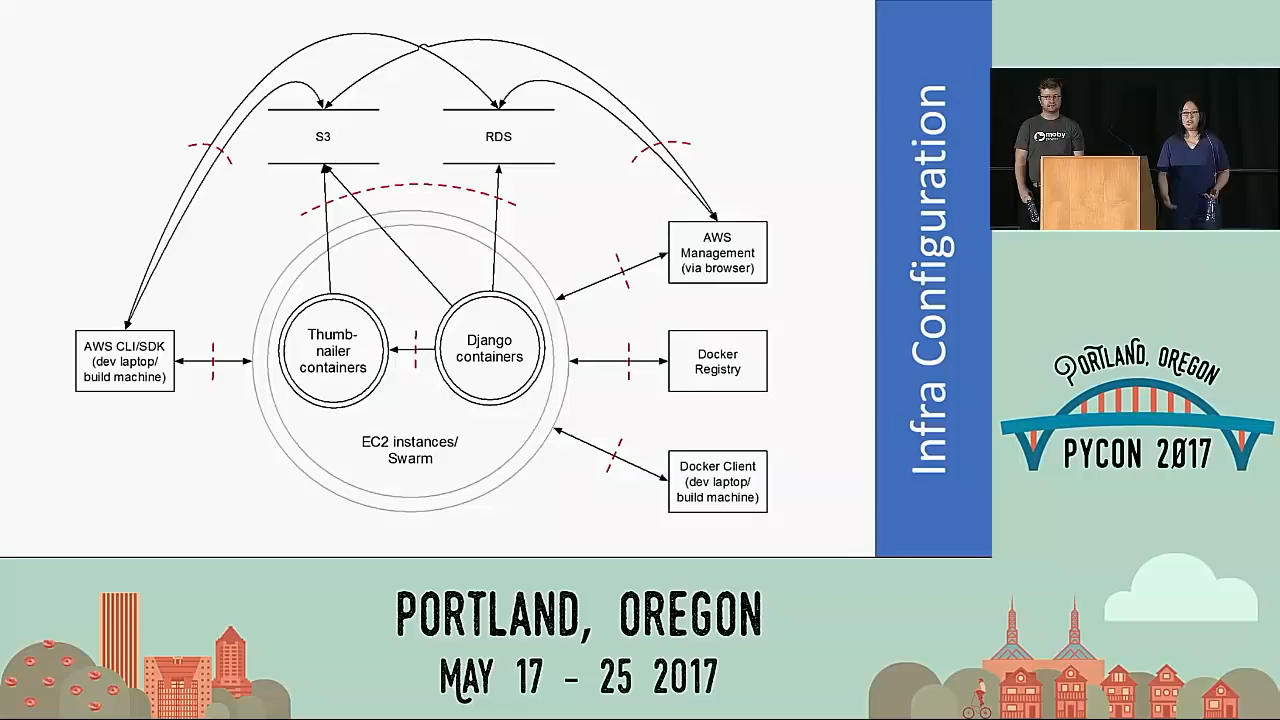 S3
RDS
AWS
Management
(via browser)
AWS CLI/SDK
(dev laptop/
build machine)
Thumb-
nailer
containers
Django
containers
Docker
Registry
EC2 instances/
Swarm
Docker Client
(dev laptop/
build machine)
Infra Configuration
moby
PORTLAND, OREGON
PYCON 2017
PORTLAND, OREGON
MAY 17 - 25 2017